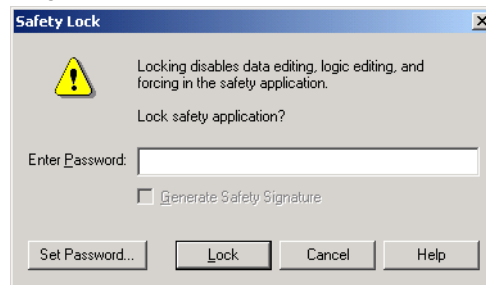 Safety Lock
Locking disables data editing, logic editing, and
forcing in the safety application.
Lock safety application?
Enter Password:
Generate Safety Signature
Set Password... Lock Cancel Help